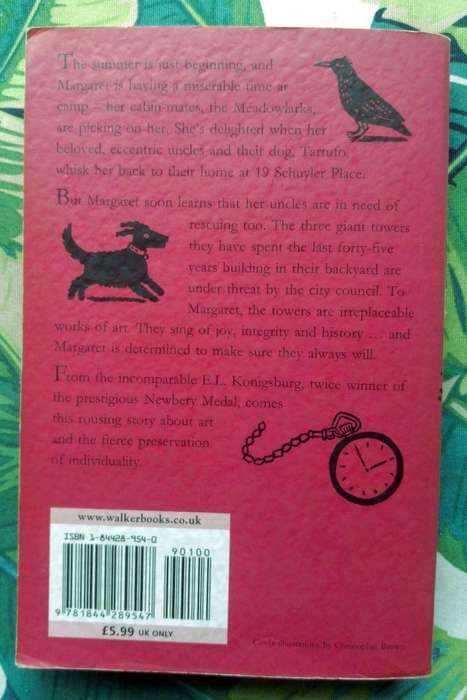 The summer is just beginning, and
Margaret is having a miserable time at
camp – her cabin-mates, the Meadowlarks,
are picking on her. She's delighted when her
beloved, eccentric uncles and their dog, Tartufo,
whisk her back to their home at 19 Schuyler Place.
But Margaret soon learns that her uncles are in need of
rescuing too. The three giant towers
they have spent the last forty-five
years building in their backyard are
under threat by the city council. To
Margaret, the towers are irreplaceable
works of art. They sing of joy, integrity and history ... and
Margaret is determined to make sure they always will.
From the incomparable E.L. Konigsburg, twice winner of
the prestigious Newbery Medal, comes
this rousing story about art
and the fierce preservation
of individuality.
www.walkerbooks.co.uk
ISBN 1-84428-954-0
90100
9 781844 289547
£5.99 UK ONLY
Cover illustration by Christopher Brown